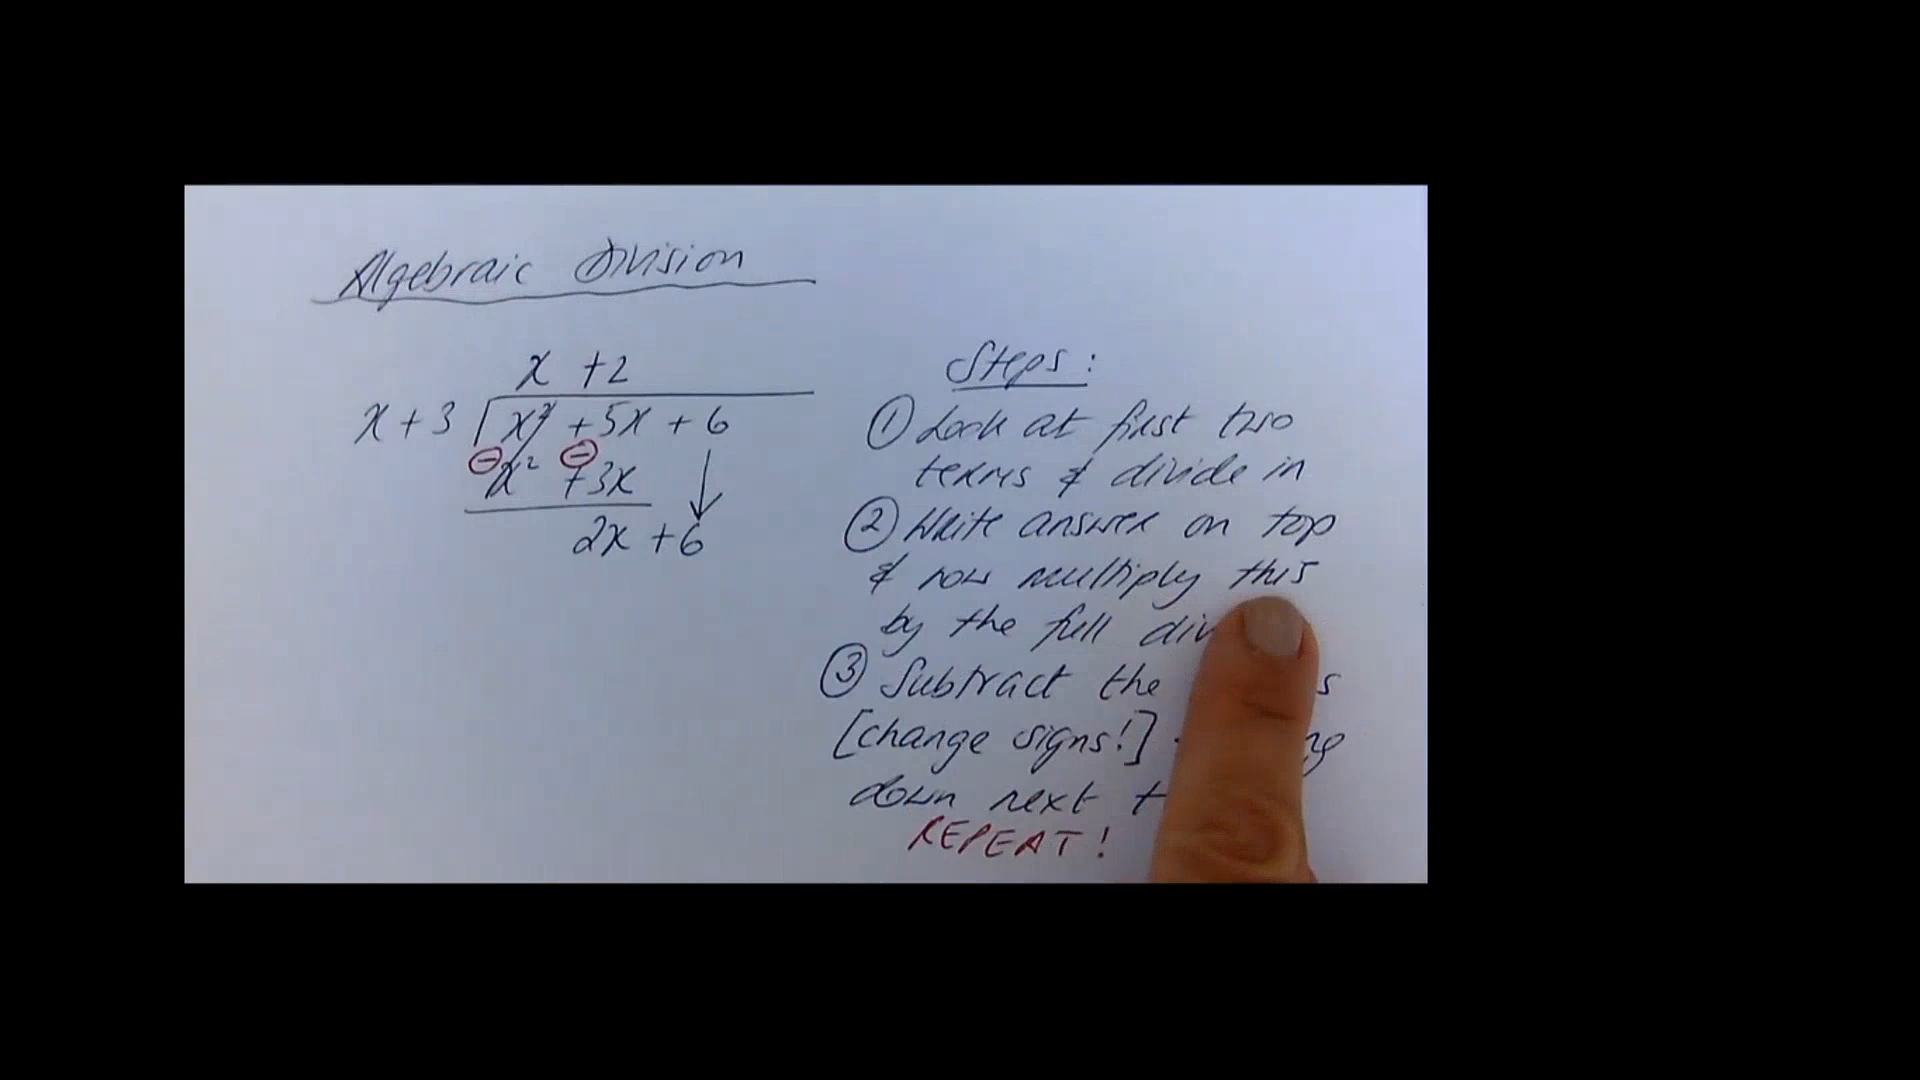 Algebraic Division
x +2
x + 3 x² + 5x + 6
x² + 3x
2x + 6
Steps:
① Look at first two
terms & divide in
② Write answer on top
& now multiply this
by the full
③ Subtract the
[change signs!]
down next
REPEAT!